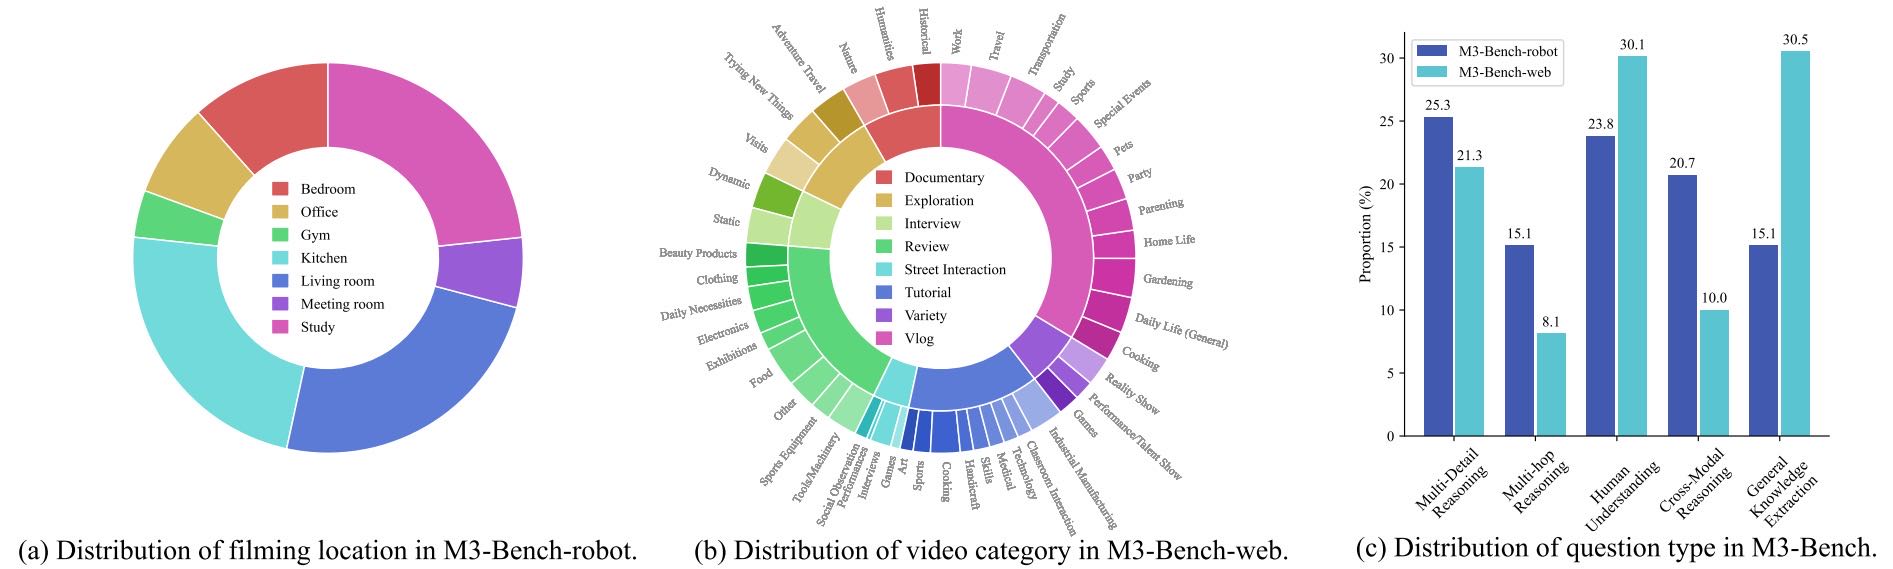 Bedroom
Office
Gym
Kitchen
Living room
Meeting room
Study
(a) Distribution of filming location in M3-Bench-robot.
Historical
Humanities
Nature
Adventure Travel
Trying New Things
Visits
Dynamic
Static
Beauty Products
Clothing
Daily Necessities
Electronics
Exhibitions
Food
Other
Sports Equipment
Tools/Machinery
Social Observation
Performances
Interviews
Games
Art
Sports
Cooking
Handicraft
Skills
Medical
Technology
Classroom Interaction
Industrial Manufacturing
Games
Performance/Talent Show
Reality Show
Cooking
Daily Life (General)
Gardening
Home Life
Parenting
Party
Pets
Special Events
Sports
Study
Transportation
Travel
Work
Documentary
Exploration
Interview
Review
Street Interaction
Tutorial
Variety
Vlog
(b) Distribution of video category in M3-Bench-web.
M3-Bench-robot
M3-Bench-web
Proportion (%)
30
25
20
15
10
5
0
25.3
21.3
15.1
8.1
23.8
30.1
20.7
10.0
15.1
30.5
Multi-Detail
Reasoning
Multi-hop
Reasoning
Human
Understanding
Cross-Modal
Reasoning
General
Knowledge
Extraction
(c) Distribution of question type in M3-Bench.